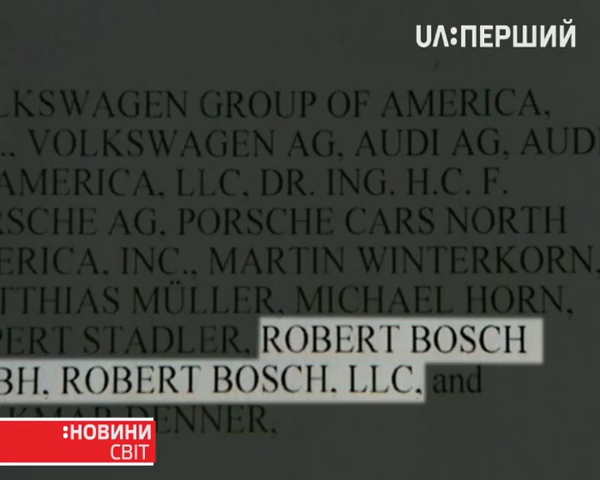 UA:ПЕРШИЙ
LKSWAGEN GROUP OF AMERICA,
., VOLKSWAGEN AG, AUDI AG, AUD
AMERICA, LLC, DR. ING. H.C. F.
RSCHE AG, PORSCHE CARS NORTH
ERICA, INC., MARTIN WINTERKORN,
TTHIAS MÜLLER, MICHAEL HORN,
PERT STADLER, ROBERT BOSCH
BH, ROBERT BOSCH, LLC, and
DENNER,
:НОВИНИ
СВІТ